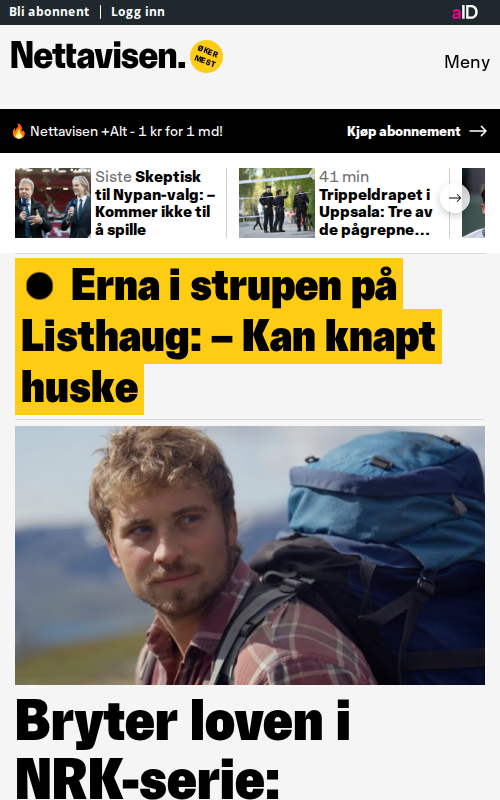 Bli abonnent
Logg inn
aID
Nettavisen.
ØKER
MEST
Meny
🔥 Nettavisen +Alt - 1 kr for 1 md!
Kjøp abonnement →
Siste Skeptisk
til Nypan-valg: –
Kommer ikke til
å spille
41 min
Trippeldrapet i
Uppsala: Tre av
de pågrepne...
Erna i strupen på
Listhaug: – Kan knapt
huske
Bryter loven i
NRK-serie: